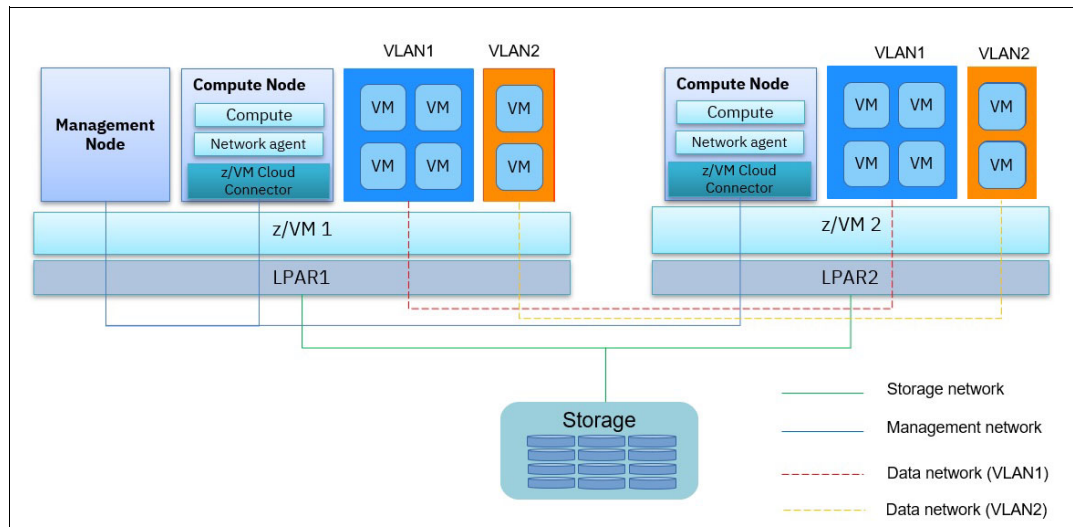 VLAN1
VLAN2
VLAN1
VLAN2
Management
Node
Compute Node
Compute
Network agent
z/VM Cloud
Connector
VM VM
VM VM
VM
VM
Compute Node
Compute
Network agent
z/VM Cloud
Connector
VM VM
VM VM
VM
VM
z/VM 1
LPAR1
z/VM 2
LPAR2
Storage
Storage network
Management network
Data network (VLAN1)
Data network (VLAN2)